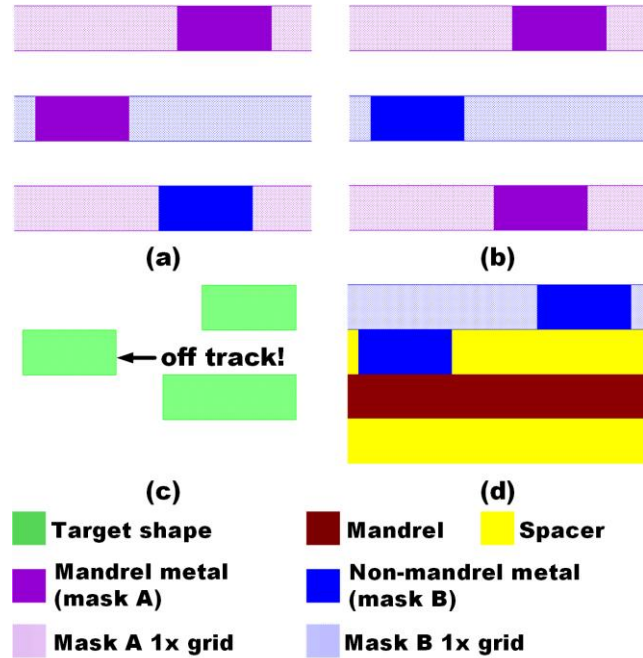 (a)
(b)
off track!
(c)
(d)
Target shape
Mandrel
Spacer
Mandrel metal
(mask A)
Non-mandrel metal
(mask B)
Mask A 1x grid
Mask B 1x grid